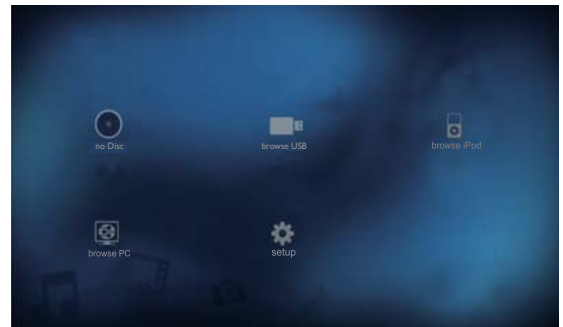 no Disc
browse USB
browse iPod
browse PC
setup